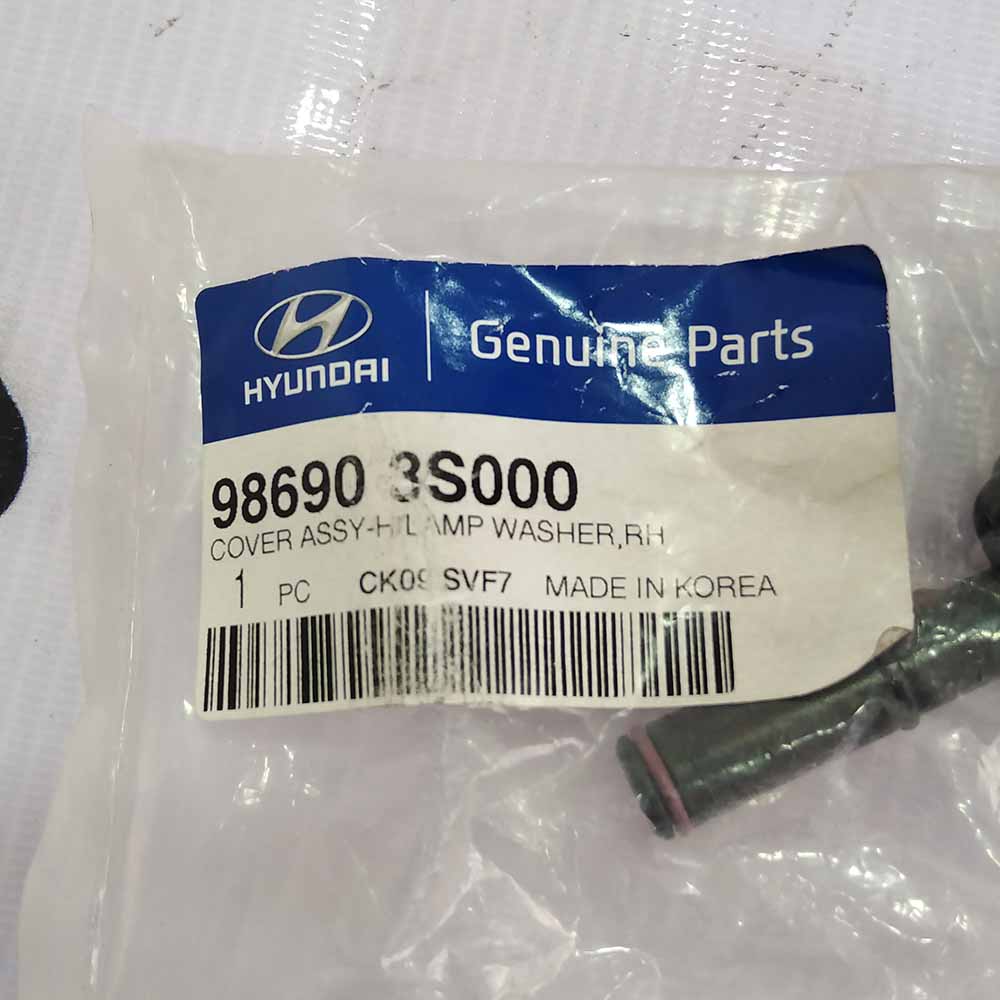 HYUNDAI
Genuine Parts
98690 3S000
COVER ASSY-H/LAMP WASHER,RH
1 PC CK09 SVF7 MADE IN KOREA